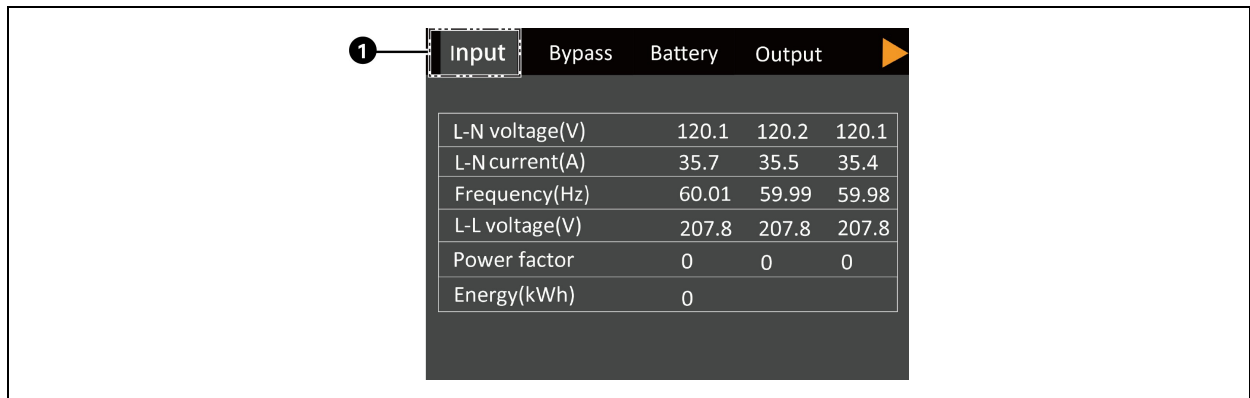 1
Input Bypass Battery Output
L-N voltage(V) 120.1 120.2 120.1
L-N current(A) 35.7 35.5 35.4
Frequency(Hz) 60.01 59.99 59.98
L-L voltage(V) 207.8 207.8 207.8
Power factor 0 0 0
Energy(kWh) 0